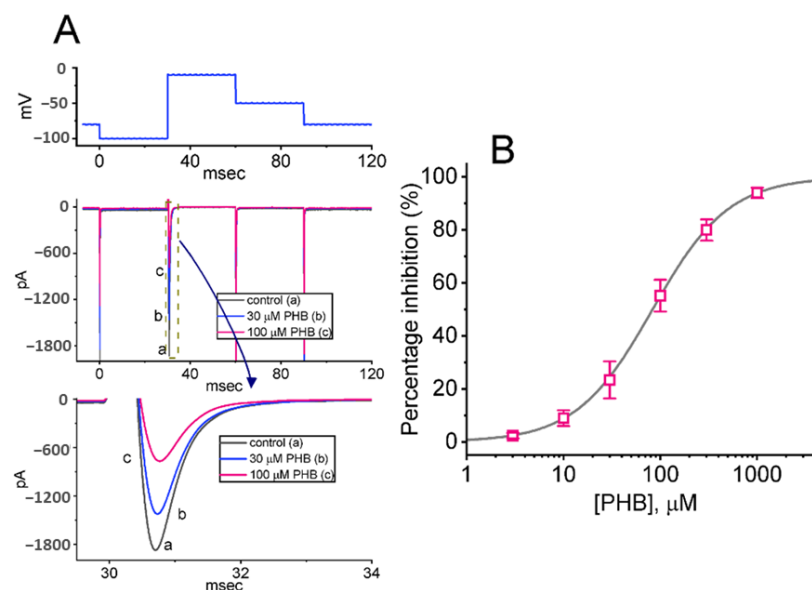 A
mV
0
−50
−100
0
40
80
120
msec
pA
0
−600
−1200
−1800
c
b
a
control (a)
30 μM PHB (b)
100 μM PHB (c)
0
40
80
120
msec
pA
0
−600
−1200
−1800
c
b
a
control (a)
30 μM PHB (b)
100 μM PHB (c)
30
32
34
msec
B
Percentage inhibition (%)
100
80
60
40
20
0
1
10
100
1000
[PHB], μM